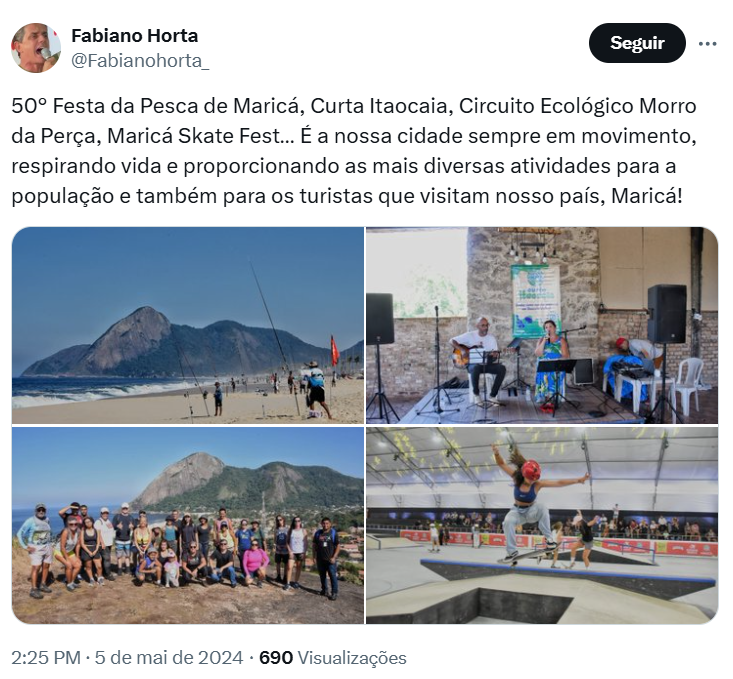 Fabiano Horta
@Fabianohorta_
Seguir
50° Festa da Pesca de Maricá, Curta Itaocaia, Circuito Ecológico Morro
da Perça, Maricá Skate Fest... É a nossa cidade sempre em movimento,
respirando vida e proporcionando as mais diversas atividades para a
população e também para os turistas que visitam nosso país, Maricá!
2:25 PM · 5 de mai de 2024 · 690 Visualizações